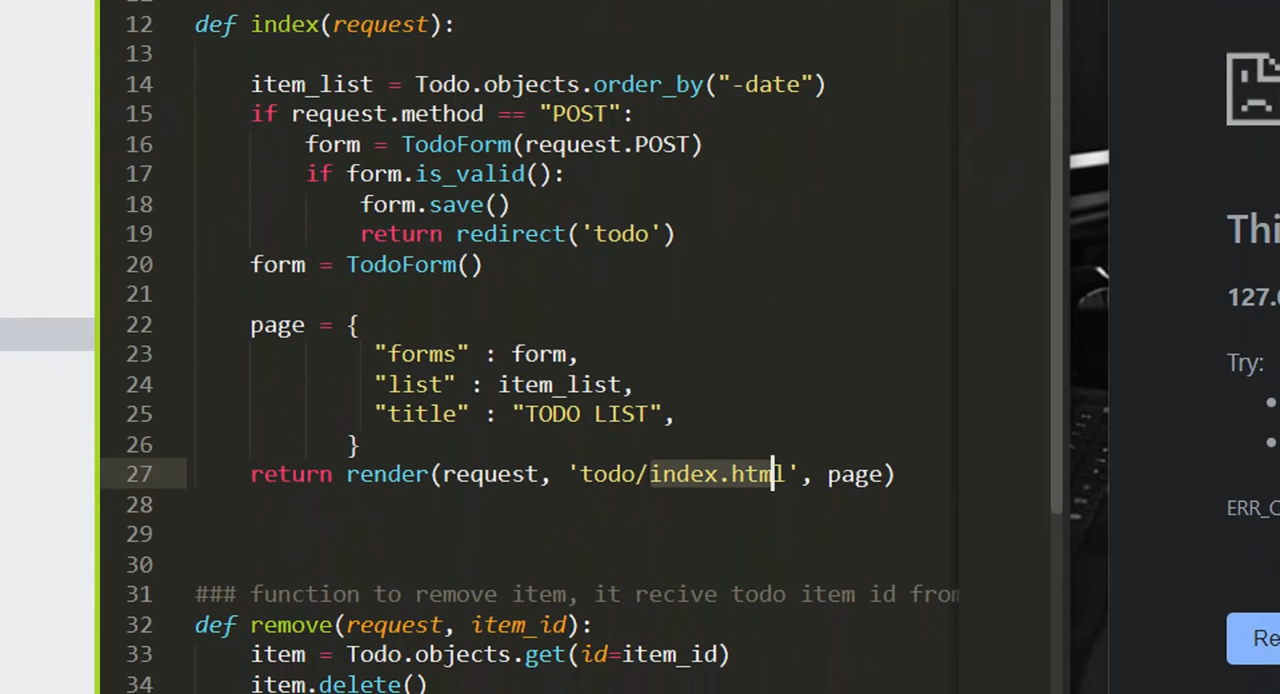 12 def index(request):
13
14 item_list = Todo.objects.order_by("-date")
15 if request.method == "POST":
16 form = TodoForm(request.POST)
17 if form.is_valid():
18 form.save()
19 return redirect('todo')
20 form = TodoForm()
21
22 page = {
23 "forms" : form,
24 "list" : item_list,
25 "title" : "TODO LIST",
26 }
27 return render(request, 'todo/index.html', page)
28
29
30
31 ### function to remove item, it recive todo item id from
32 def remove(request, item_id):
33 item = Todo.objects.get(id=item_id)
34 item.delete()
Thi
127.
Try:
ERR_
Re